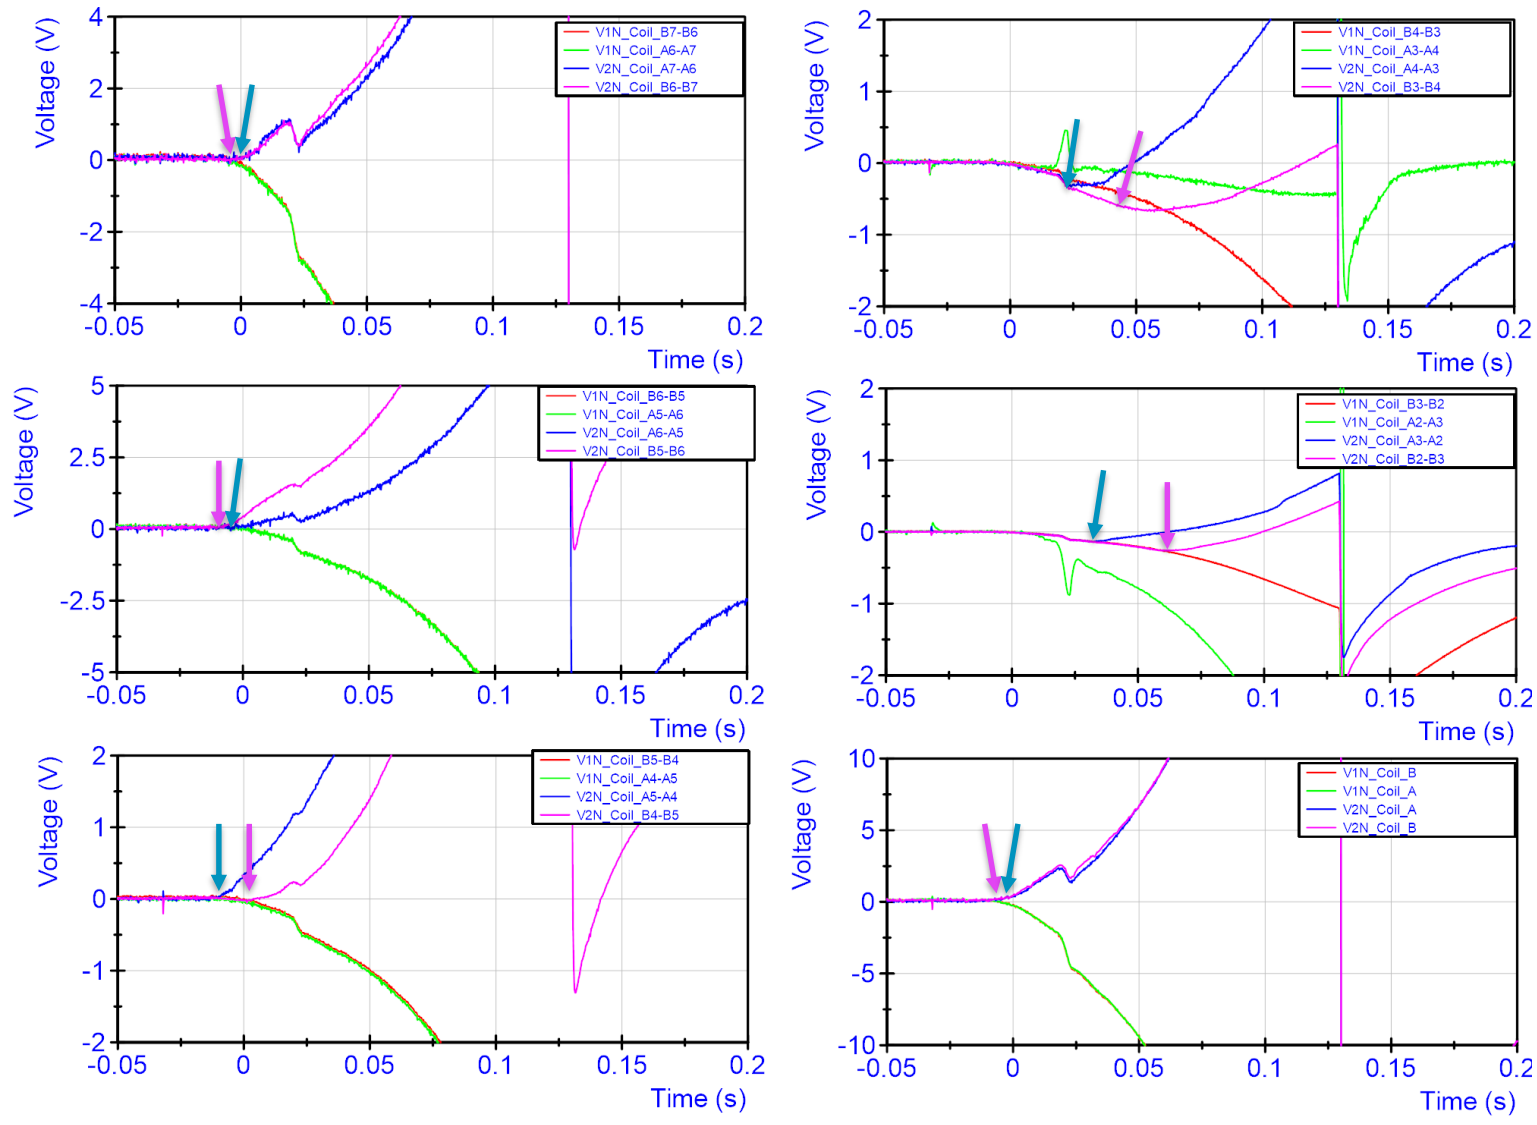 Voltage (V)
4
2
0
-2
-4
V1N_Coil_B7-B6
V1N_Coil_A6-A7
V2N_Coil_A7-A6
V2N_Coil_B6-B7
-0.05 0 0.05 0.1 0.15 0.2
Time (s)
Voltage (V)
2
1
0
-1
-2
V1N_Coil_B4-B3
V1N_Coil_A3-A4
V2N_Coil_A4-A3
V2N_Coil_B3-B4
-0.05 0 0.05 0.1 0.15 0.2
Time (s)
Voltage (V)
5
2.5
0
-2.5
-5
V1N_Coil_B6-B5
V1N_Coil_A5-A6
V2N_Coil_A6-A5
V2N_Coil_B5-B6
-0.05 0 0.05 0.1 0.15 0.2
Time (s)
Voltage (V)
2
1
0
-1
-2
V1N_Coil_B3-B2
V1N_Coil_A2-A3
V2N_Coil_A3-A2
V2N_Coil_B2-B3
-0.05 0 0.05 0.1 0.15 0.2
Time (s)
Voltage (V)
2
1
0
-1
-2
V1N_Coil_B5-B4
V1N_Coil_A4-A5
V2N_Coil_A5-A4
V2N_Coil_B4-B5
-0.05 0 0.05 0.1 0.15 0.2
Time (s)
Voltage (V)
10
5
0
-5
-10
V1N_Coil_B
V1N_Coil_A
V2N_Coil_A
V2N_Coil_B
-0.05 0 0.05 0.1 0.15 0.2
Time (s)